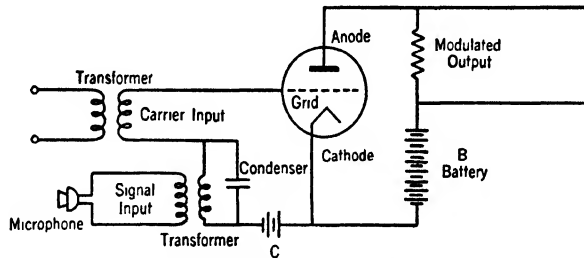 Anode
Modulated
Output
Transformer
Grid
Carrier Input
Cathode
B
Battery
Condenser
Signal
Input
Microphone
Transformer
C